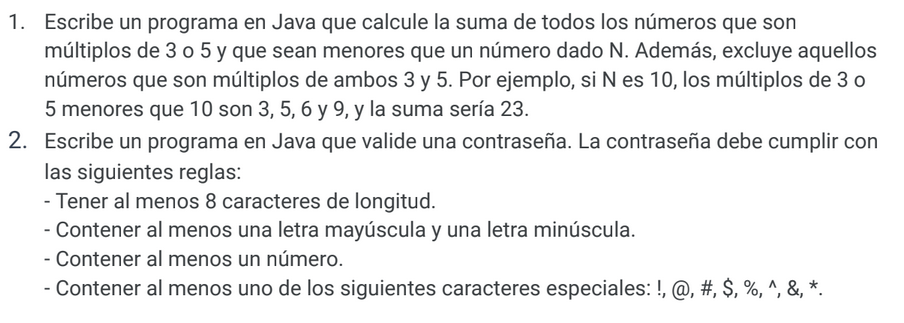 1. Escribe un programa en Java que calcule la suma de todos los números que son
múltiplos de 3 o 5 y que sean menores que un número dado N. Además, excluye aquellos
números que son múltiplos de ambos 3 y 5. Por ejemplo, si N es 10, los múltiplos de 3 o
5 menores que 10 son 3, 5, 6 y 9, y la suma sería 23.
2. Escribe un programa en Java que valide una contraseña. La contraseña debe cumplir con
las siguientes reglas:
- Tener al menos 8 caracteres de longitud.
- Contener al menos una letra mayúscula y una letra minúscula.
- Contener al menos un número.
- Contener al menos uno de los siguientes caracteres especiales: !, @, #, $, %, ^, &, *.